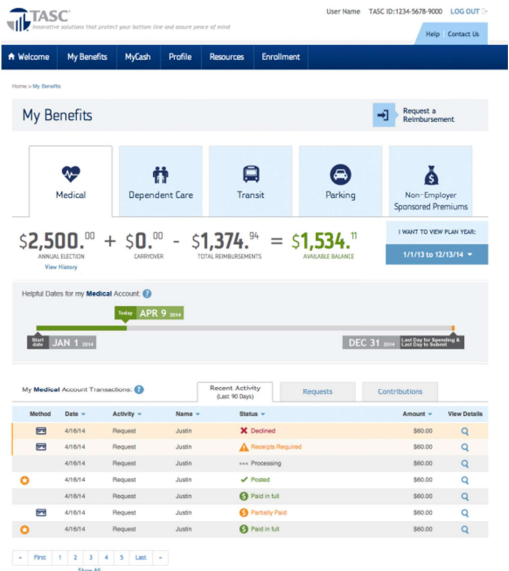 TASC®
Innovative solutions that protect your bottom line and assure peace of mind
User Name TASC ID:1234-5678-9000 LOG OUT
Help Contact Us
Welcome My Benefits MyCash Profile Resources Enrollment
Home > My Benefits
My Benefits
Request a
Reimbursement
Medical Dependent Care Transit Parking Non-Employer
Sponsored Premiums
$2,500.00 + $0.00 - $1,374.94 = $1,534.11
ANNUAL ELECTION CARRYOVER TOTAL REIMBURSEMENTS AVAILABLE BALANCE
View History
I WANT TO VIEW PLAN YEAR:
1/1/13 to 12/13/14
Helpful Dates for my Medical Account: ?
Today APR 9 2014
Start date JAN 1 2014
DEC 31 2014 Last Day for Spending &
Last Day to Submit
My Medical Account Transactions: ?
Recent Activity
(Last 90 Days)
Requests Contributions
Method Date Activity Name Status Amount View Details
4/16/14 Request Justin Declined $60.00
4/16/14 Request Justin Receipts Required $60.00
4/16/14 Request Justin Processing $60.00
4/16/14 Request Justin Posted $60.00
4/16/14 Request Justin Paid in full $60.00
4/16/14 Request Justin Partially Paid $60.00
4/16/14 Request Justin Paid in full $60.00
« First 1 2 3 4 5 Last »
Show All